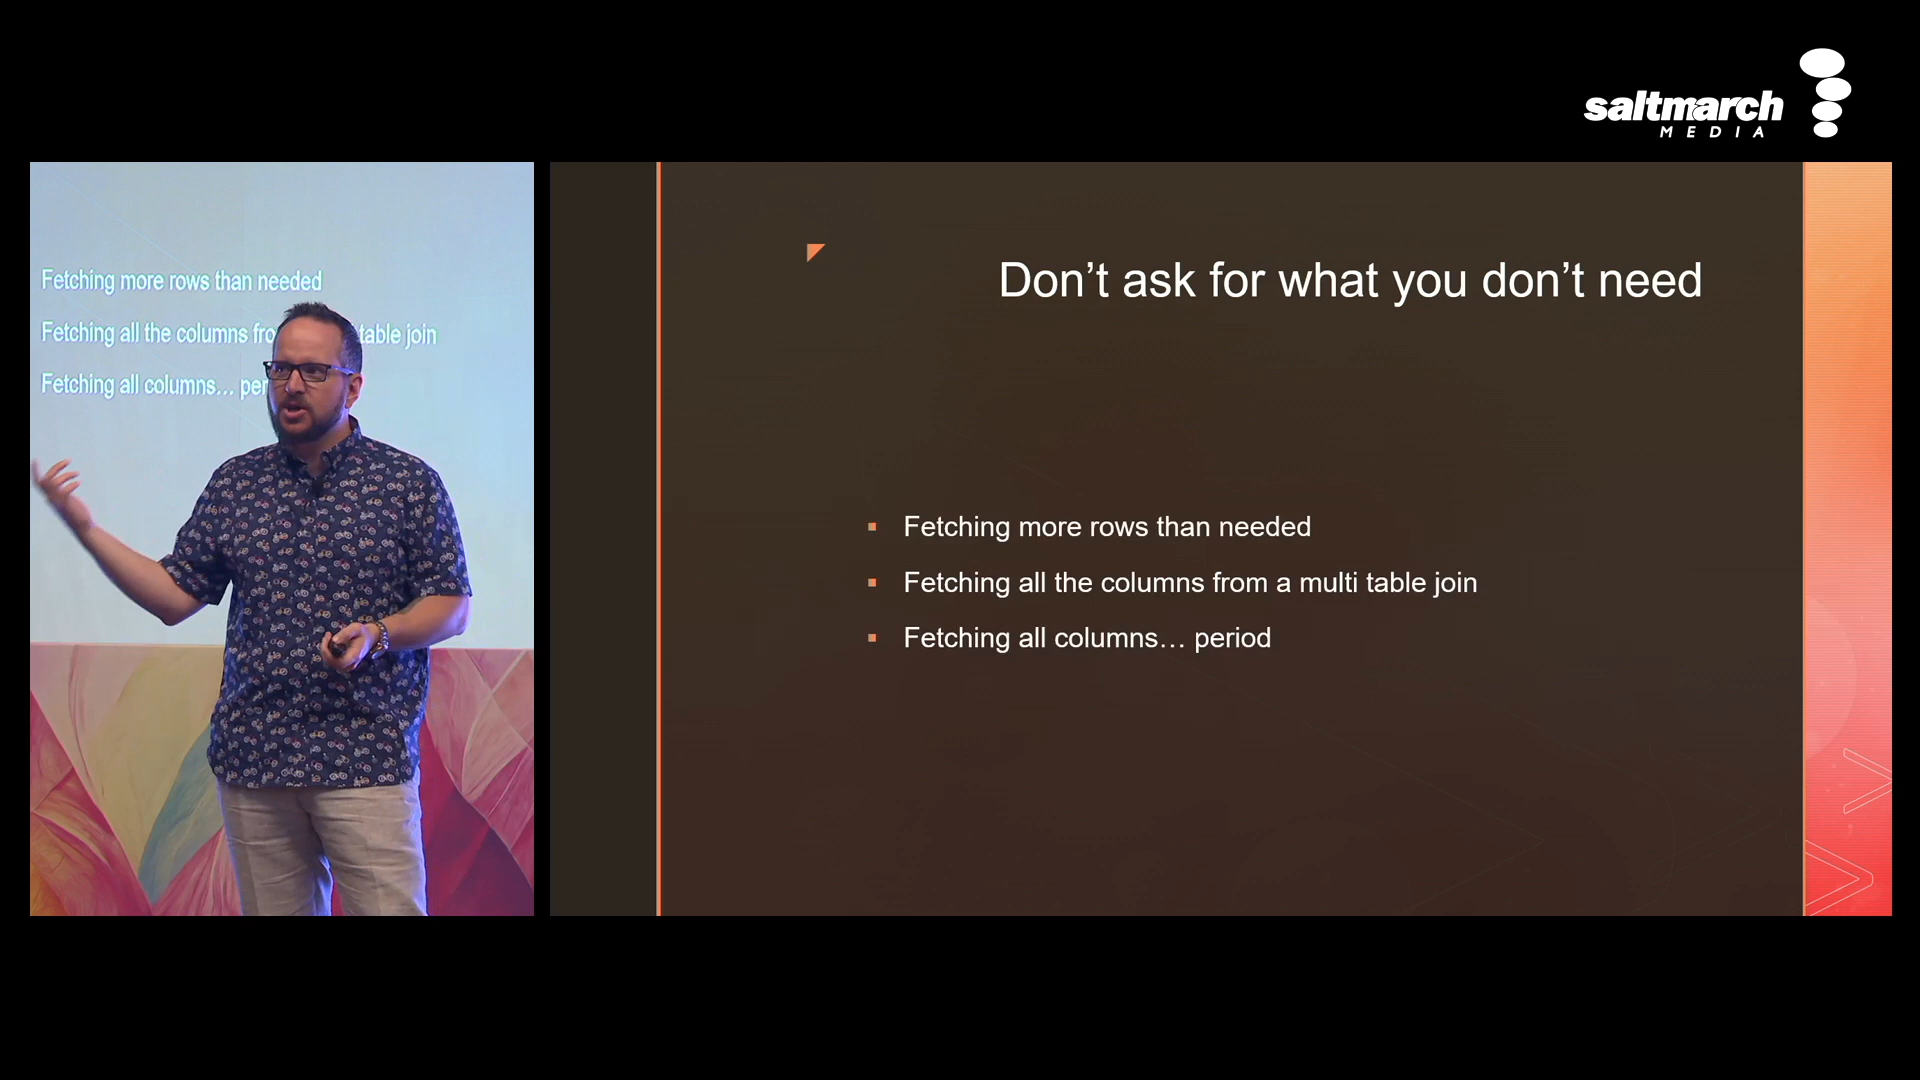 saltmarch
MEDIA
Fetching more rows than needed
Fetching all the columns table join
Fetching all columns...
Don’t ask for what you don’t need
Fetching more rows than needed
Fetching all the columns from a multi table join
Fetching all columns… period